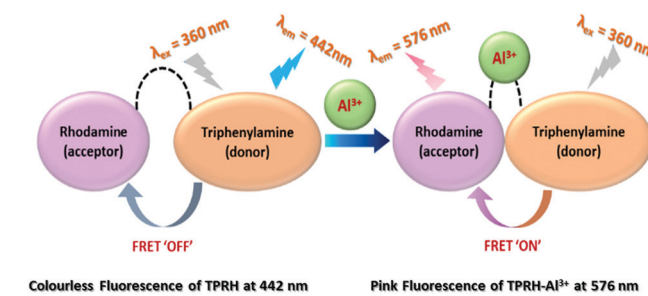 λex = 360 nm
λem = 442nm
Rhodamine
(acceptor)
Triphenylamine
(donor)
FRET 'OFF'
Al³⁺
λem = 576 nm
Al³⁺
λex = 360 nm
Rhodamine
(acceptor)
Triphenylamine
(donor)
FRET 'ON'
Colourless Fluorescence of TPRH at 442 nm
Pink Fluorescence of TPRH-Al³⁺ at 576 nm